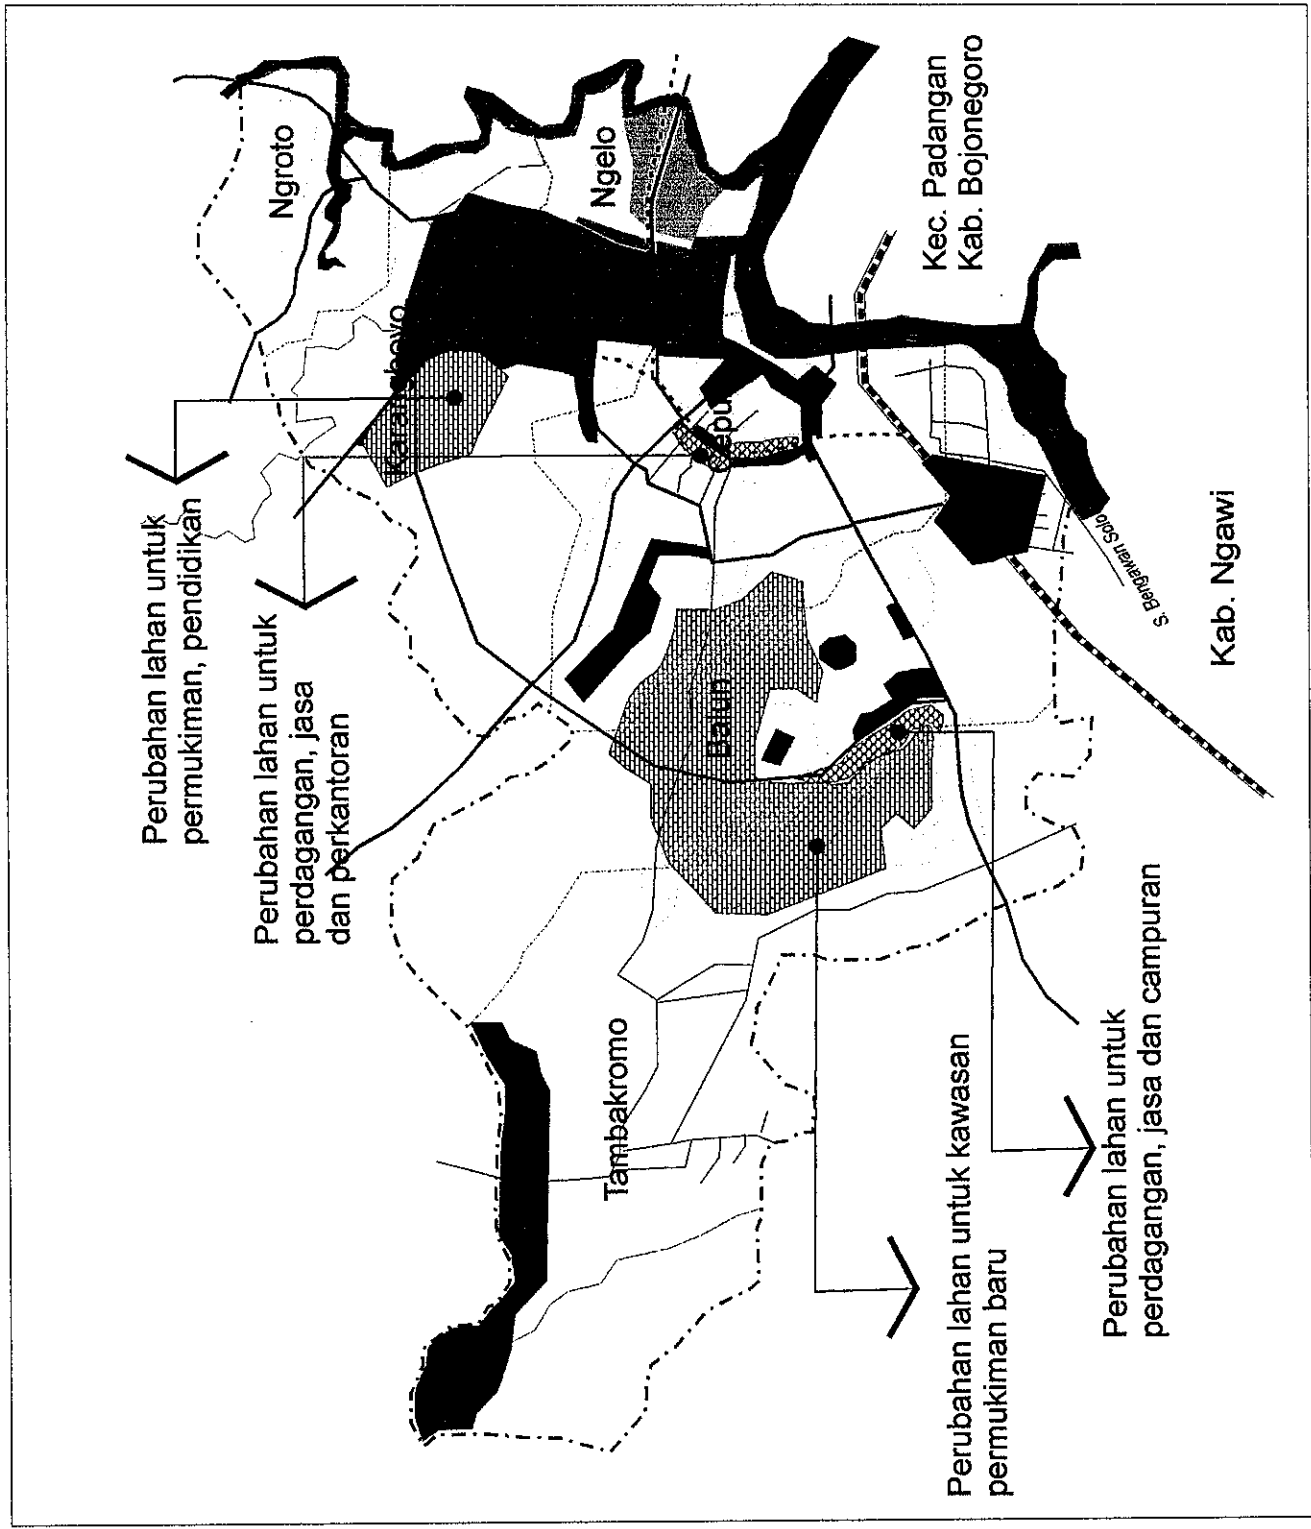 Perubahan lahan untuk
permukiman, pendidikan
Perubahan lahan untuk
perdagangan, jasa
dan perkantoran
Ngroto
Ngelo
Kec. Padangan
Kab. Bojonegoro
Balun
Tambakromo
S. Bengawan Solo
Kab. Ngawi
Perubahan lahan untuk kawasan
permukiman baru
Perubahan lahan untuk
perdagangan, jasa dan campuran